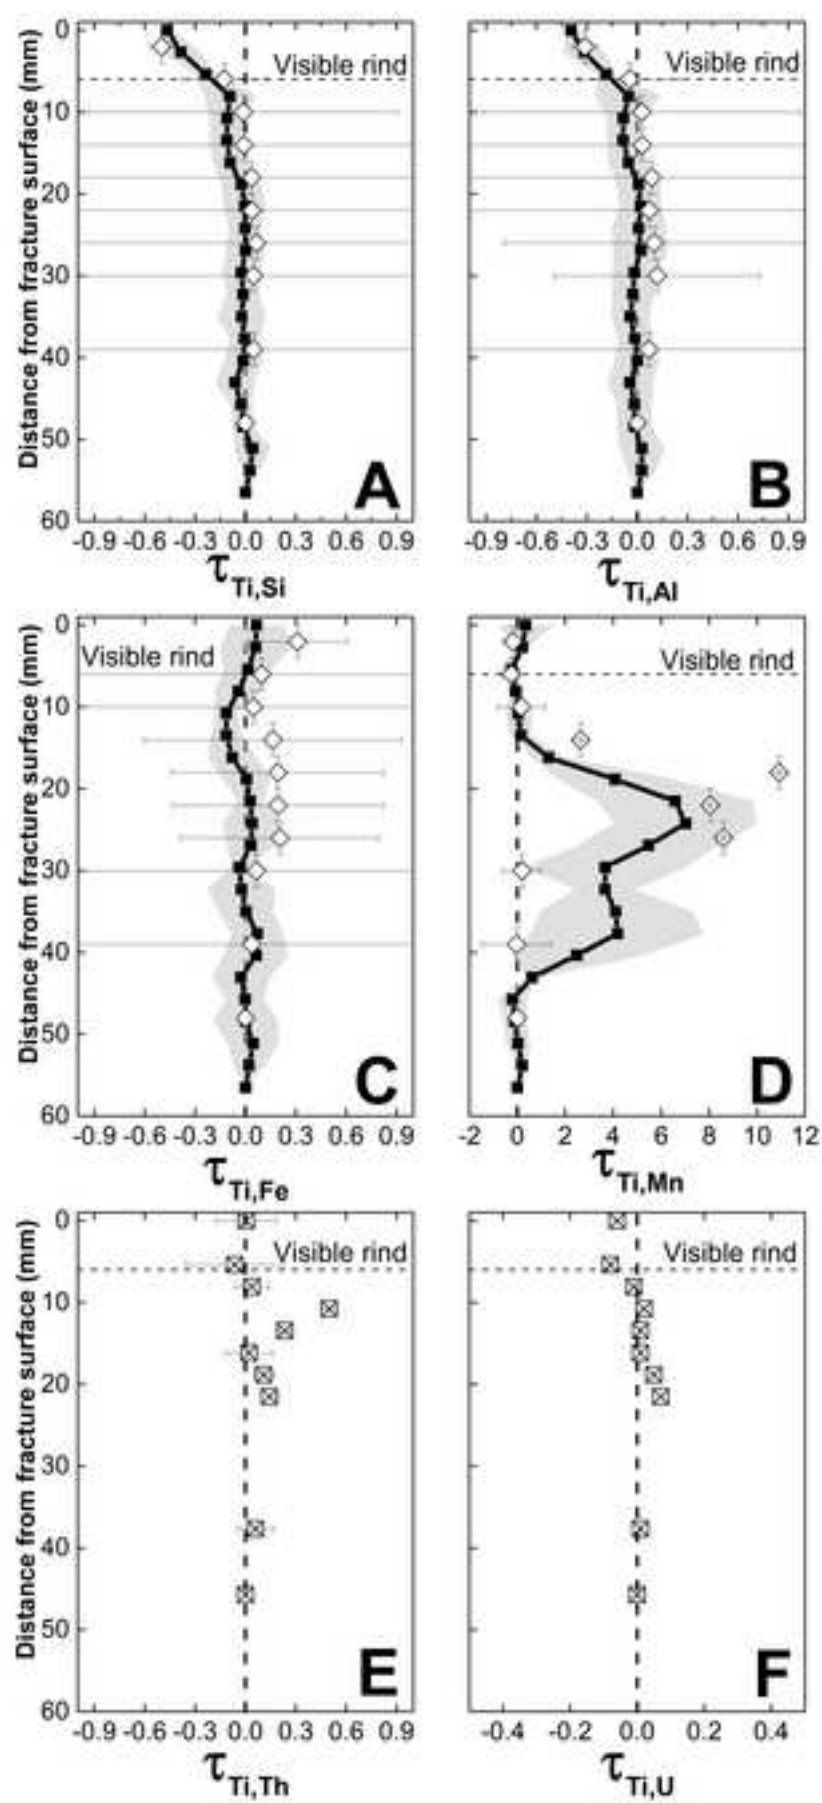 Distance from fracture surface (mm)
0
10
20
30
40
50
60
Visible rind
Visible rind
A
B
-0.9 -0.6 -0.3 0.0 0.3 0.6 0.9
-0.9 -0.6 -0.3 0.0 0.3 0.6 0.9
τ Ti,Si
τ Ti,Al
Distance from fracture surface (mm)
0
10
20
30
40
50
60
Visible rind
Visible rind
C
D
-0.9 -0.6 -0.3 0.0 0.3 0.6 0.9
-2 0 2 4 6 8 10 12
τ Ti,Fe
τ Ti,Mn
Distance from fracture surface (mm)
0
10
20
30
40
50
60
Visible rind
Visible rind
E
F
-0.9 -0.6 -0.3 0.0 0.3 0.6 0.9
-0.4 -0.2 0.0 0.2 0.4
τ Ti,Th
τ Ti,U